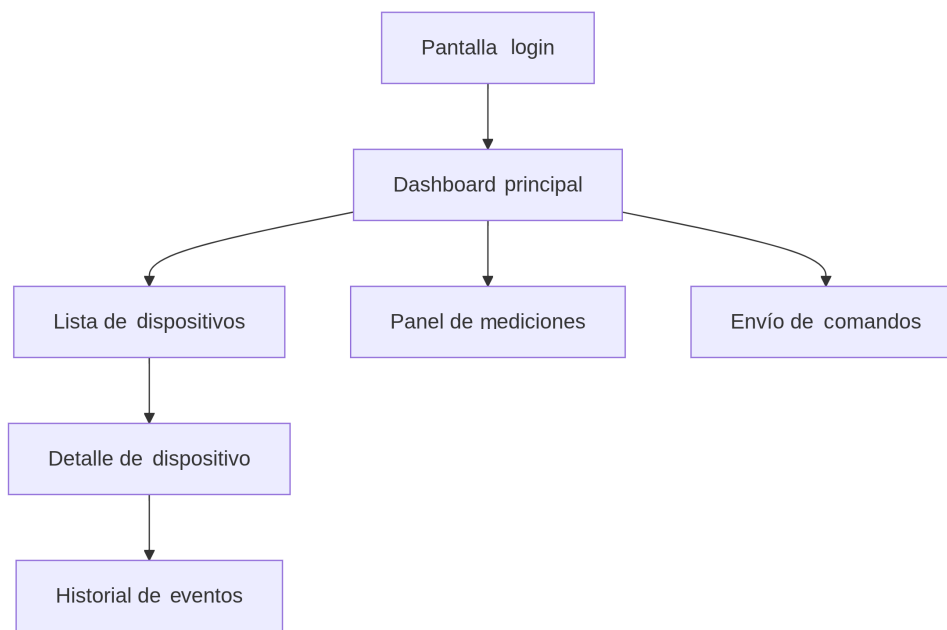 Pantalla login
Dashboard principal
Lista de dispositivos
Panel de mediciones
Envío de comandos
Detalle de dispositivo
Historial de eventos